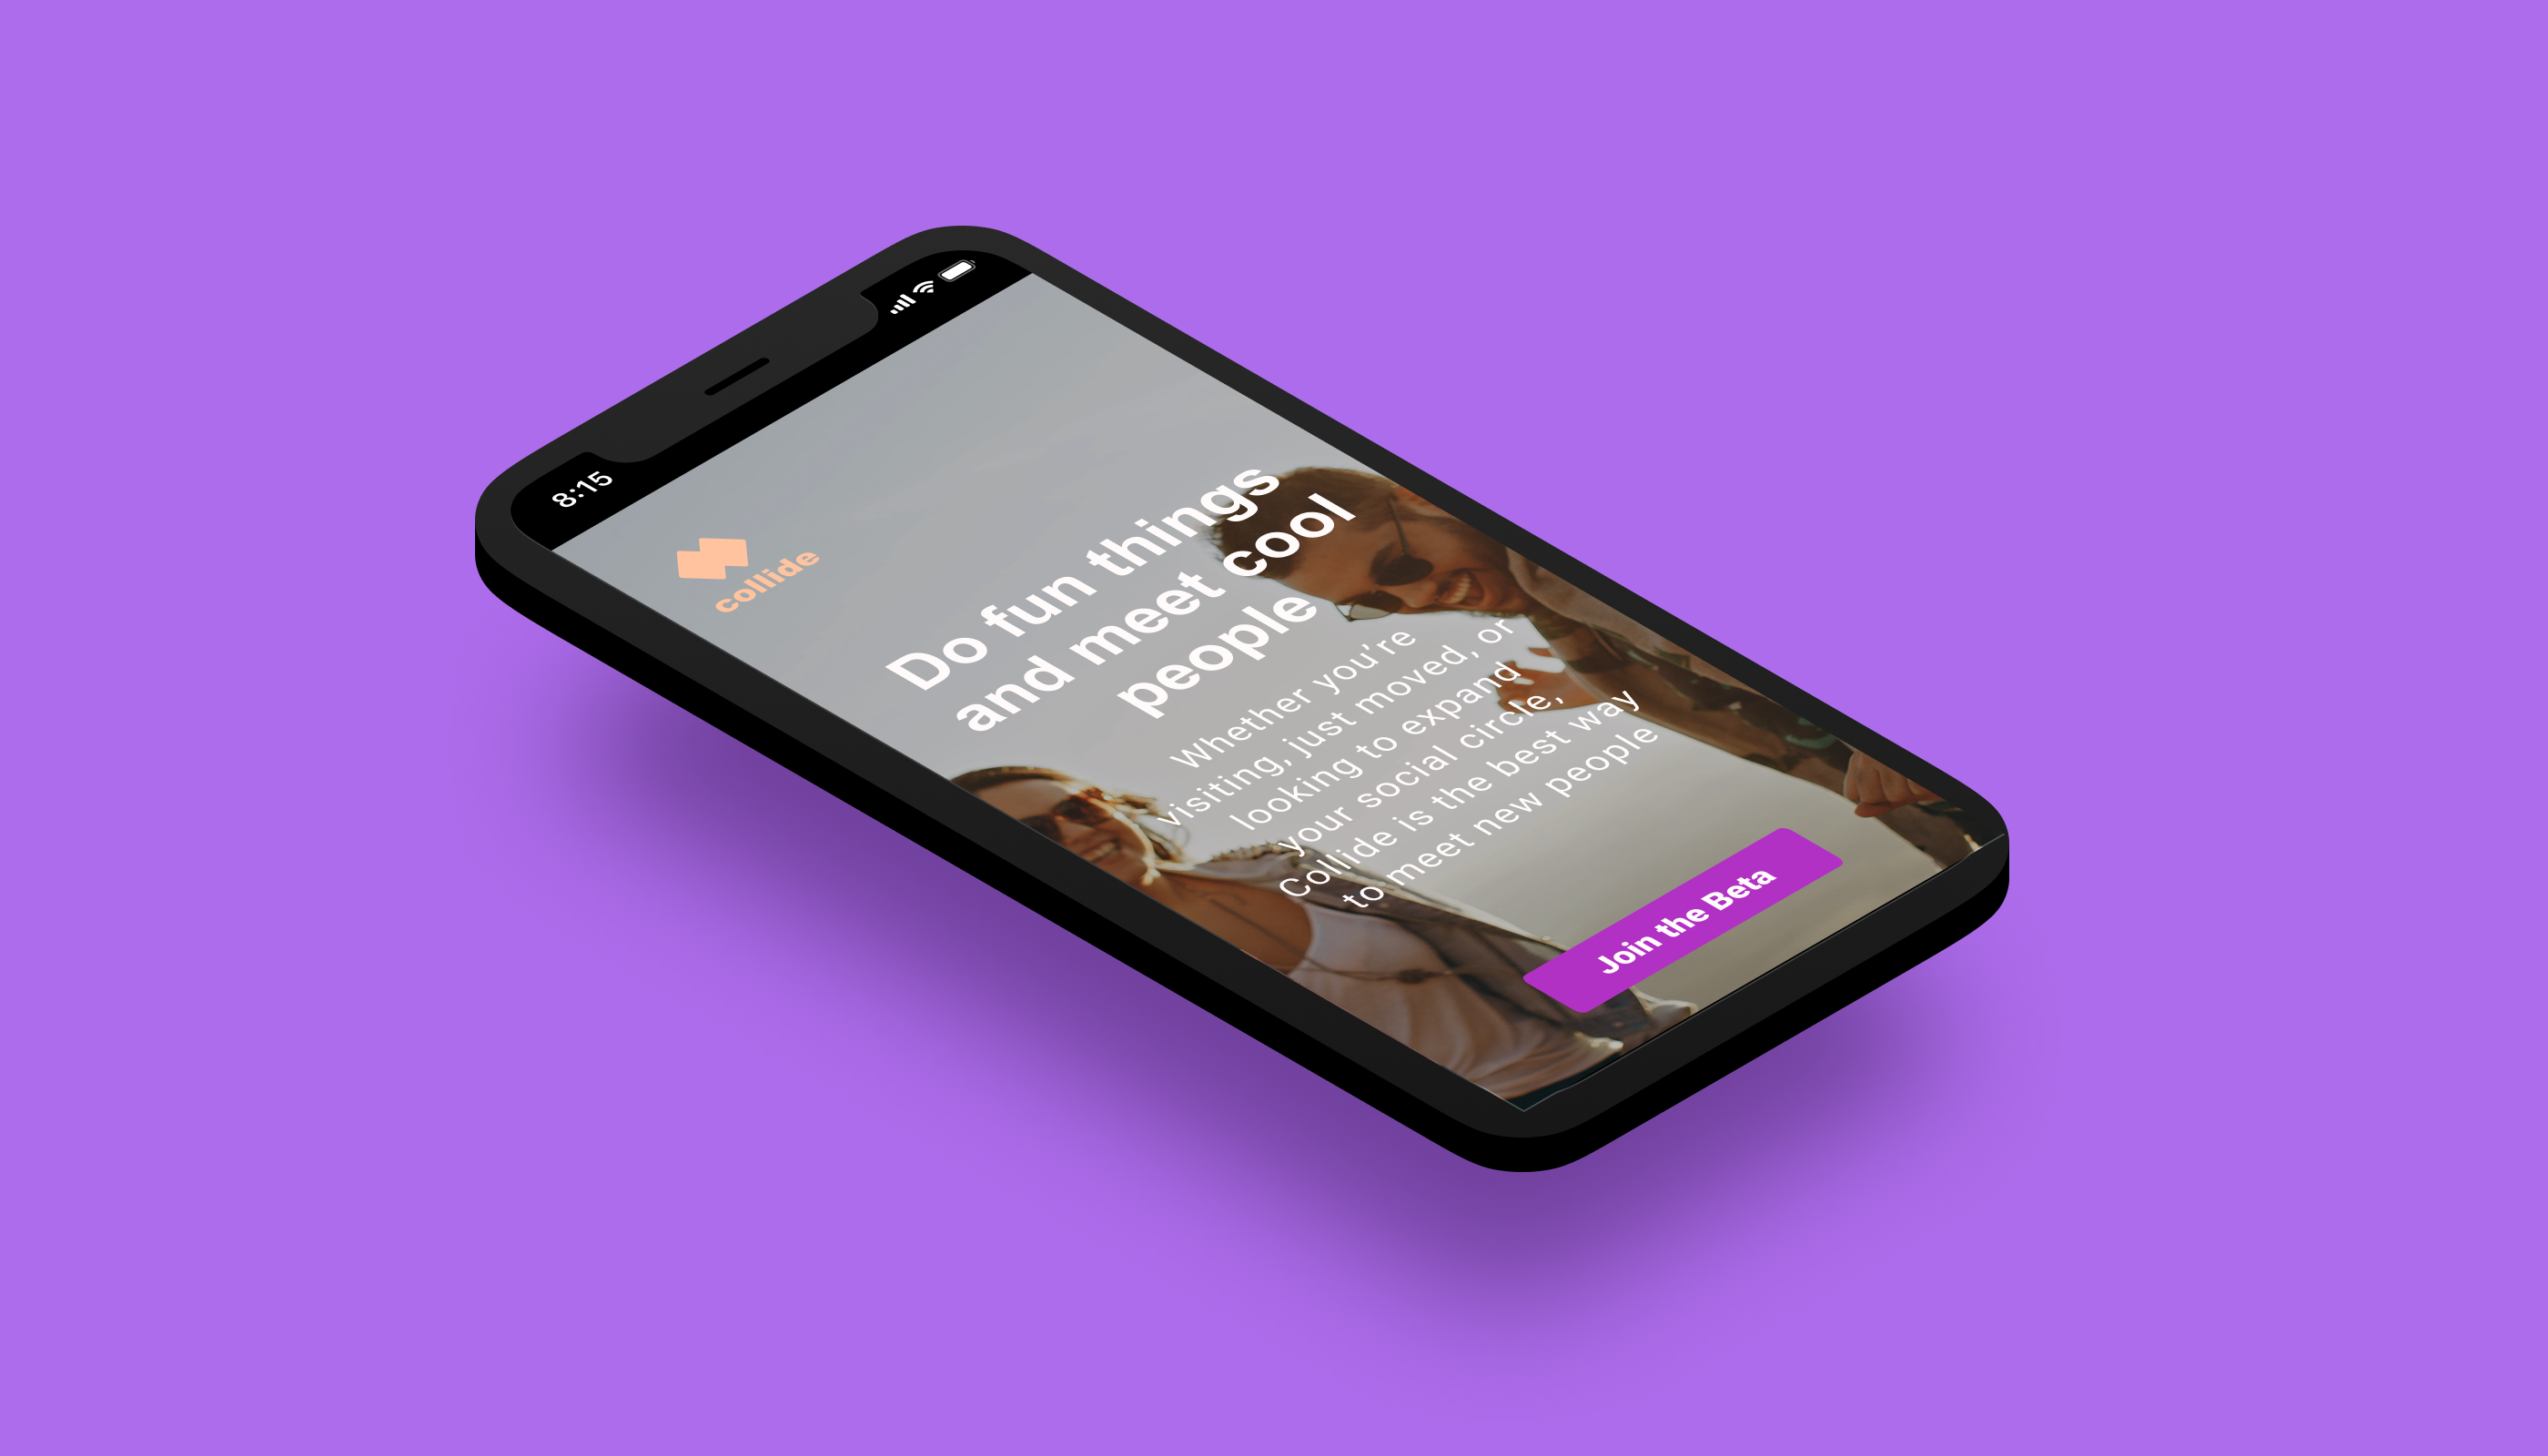 8:15
collide
Do fun things
and meet cool
people
Whether you're
visiting, just moved, or
looking to expand
your social circle,
Collide is the best way
to meet new people
Join the Beta